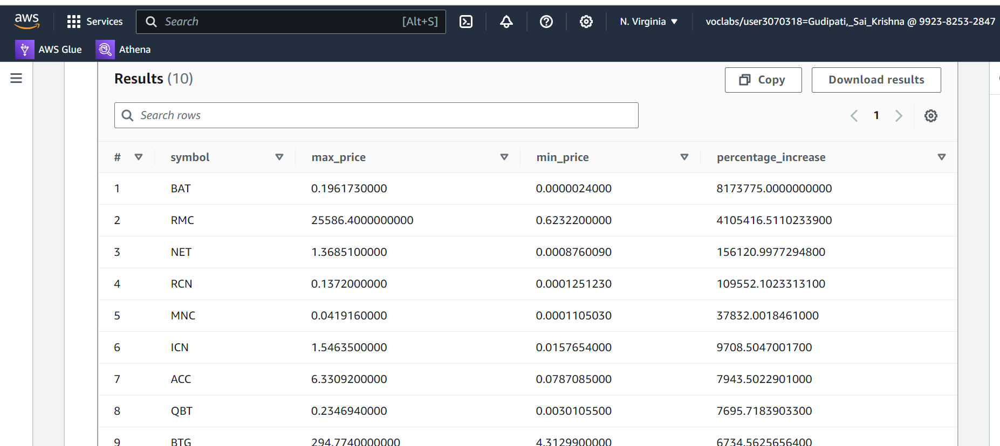 aws Services Search [Alt+S] N. Virginia voclabs/user3070318=Gudipati,_Sai_Krishna @ 9923-8253-2847
AWS Glue Athena
Results (10) Copy Download results
Search rows 1
# symbol max_price min_price percentage_increase
1 BAT 0.1961730000 0.0000024000 8173775.0000000000
2 RMC 25586.4000000000 0.6232200000 4105416.5110233900
3 NET 1.3685100000 0.0008760090 156120.9977294800
4 RCN 0.1372000000 0.0001251230 109552.1023313100
5 MNC 0.0419160000 0.0001105030 37832.0018461000
6 ICN 1.5463500000 0.0157654000 9708.5047001700
7 ACC 6.3309200000 0.0787085000 7943.5022901000
8 QBT 0.2346940000 0.0030105500 7695.7183903300
9 BTG 294.7740000000 4.3129900000 6734.5625656400